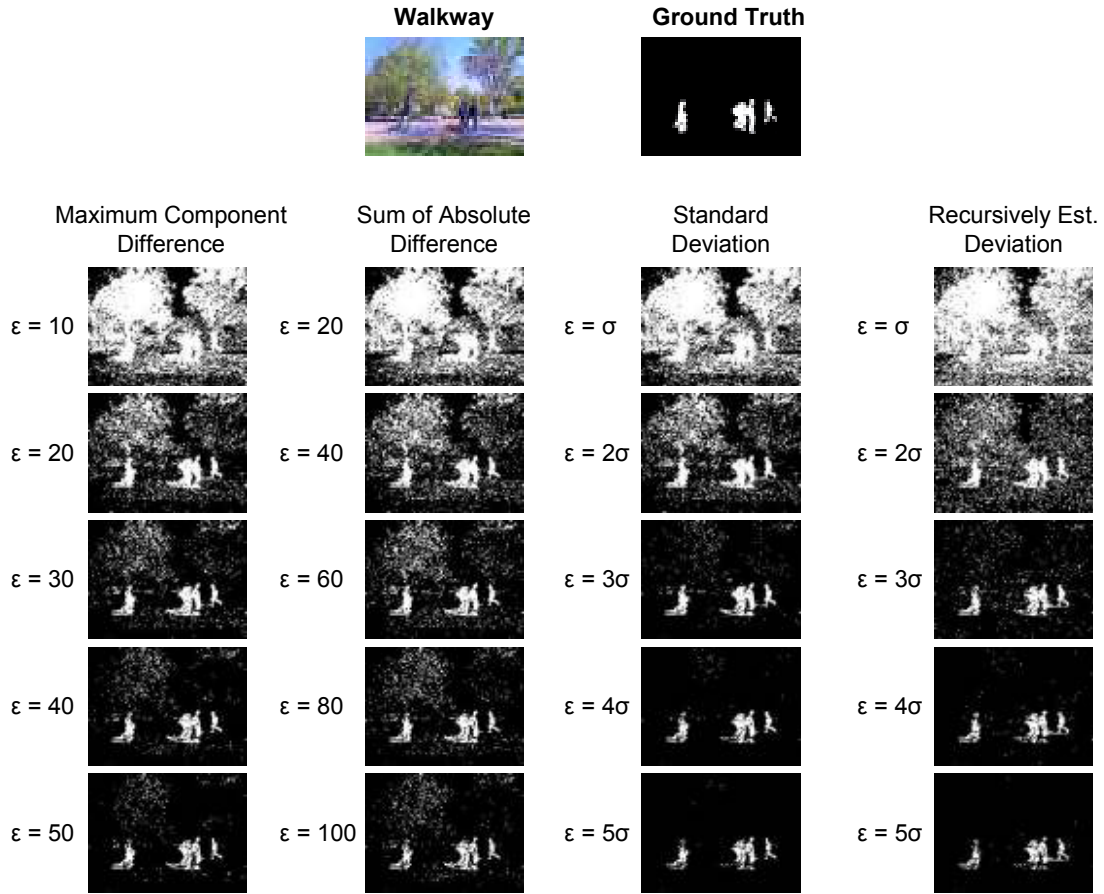 Walkway
Ground Truth
Maximum Component
Difference
Sum of Absolute
Difference
Standard
Deviation
Recursively Est.
Deviation
ε = 10
ε = 20
ε = σ
ε = σ
ε = 20
ε = 40
ε = 2σ
ε = 2σ
ε = 30
ε = 60
ε = 3σ
ε = 3σ
ε = 40
ε = 80
ε = 4σ
ε = 4σ
ε = 50
ε = 100
ε = 5σ
ε = 5σ